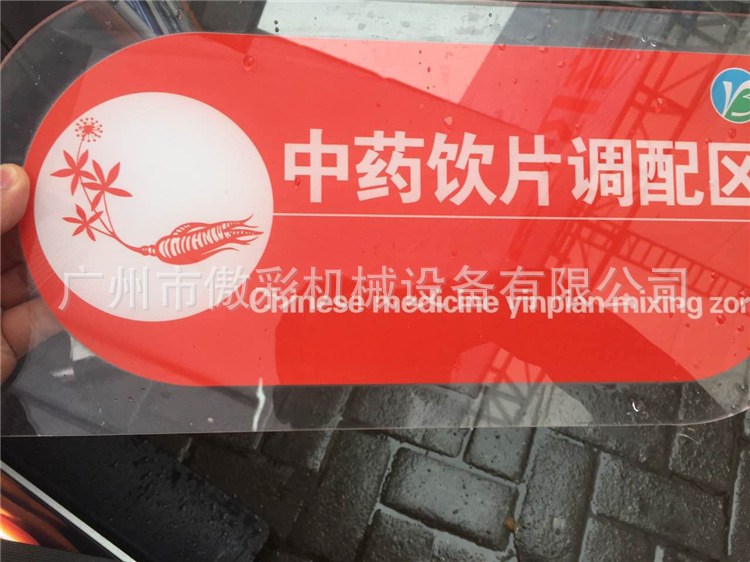 中药饮片调配区
广州市傲彩机械设备有限公司
Chinese medicine yinpian mixing zon